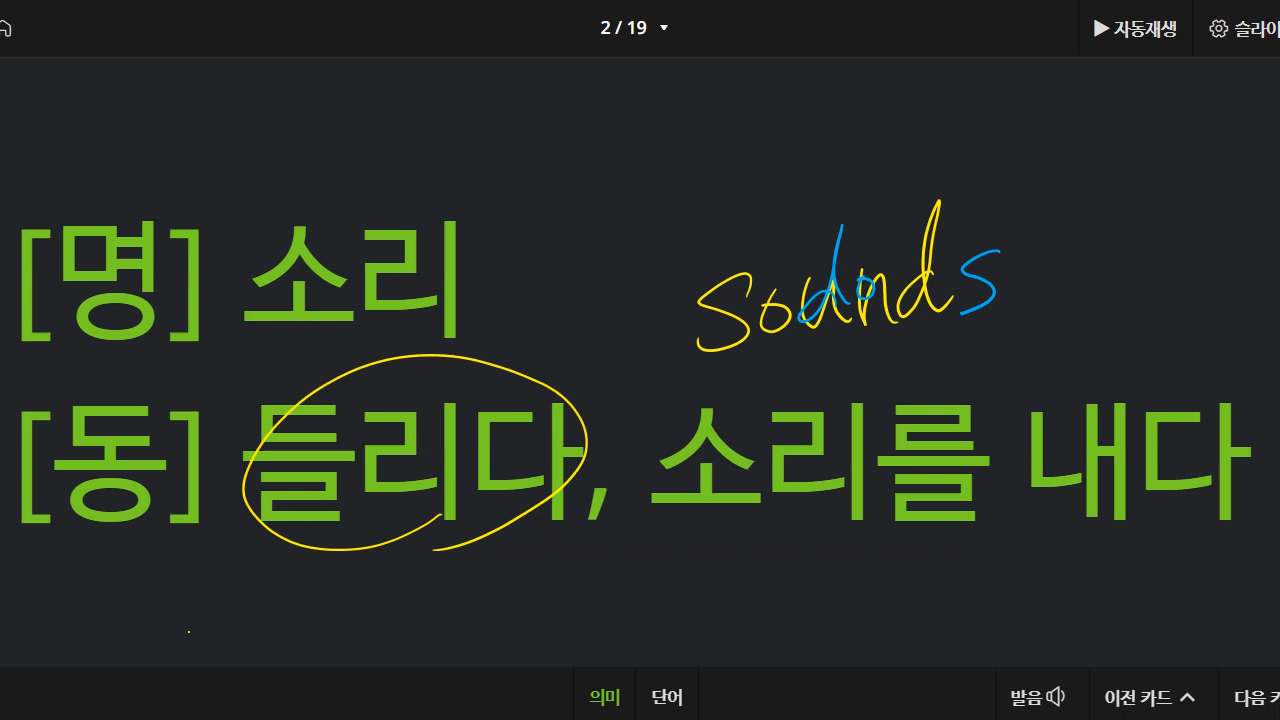 2 / 19
자동재생
[명] 소리
sounds
[동] 들리다, 소리를 내다
의미
단어
발음
이전 카드
다음